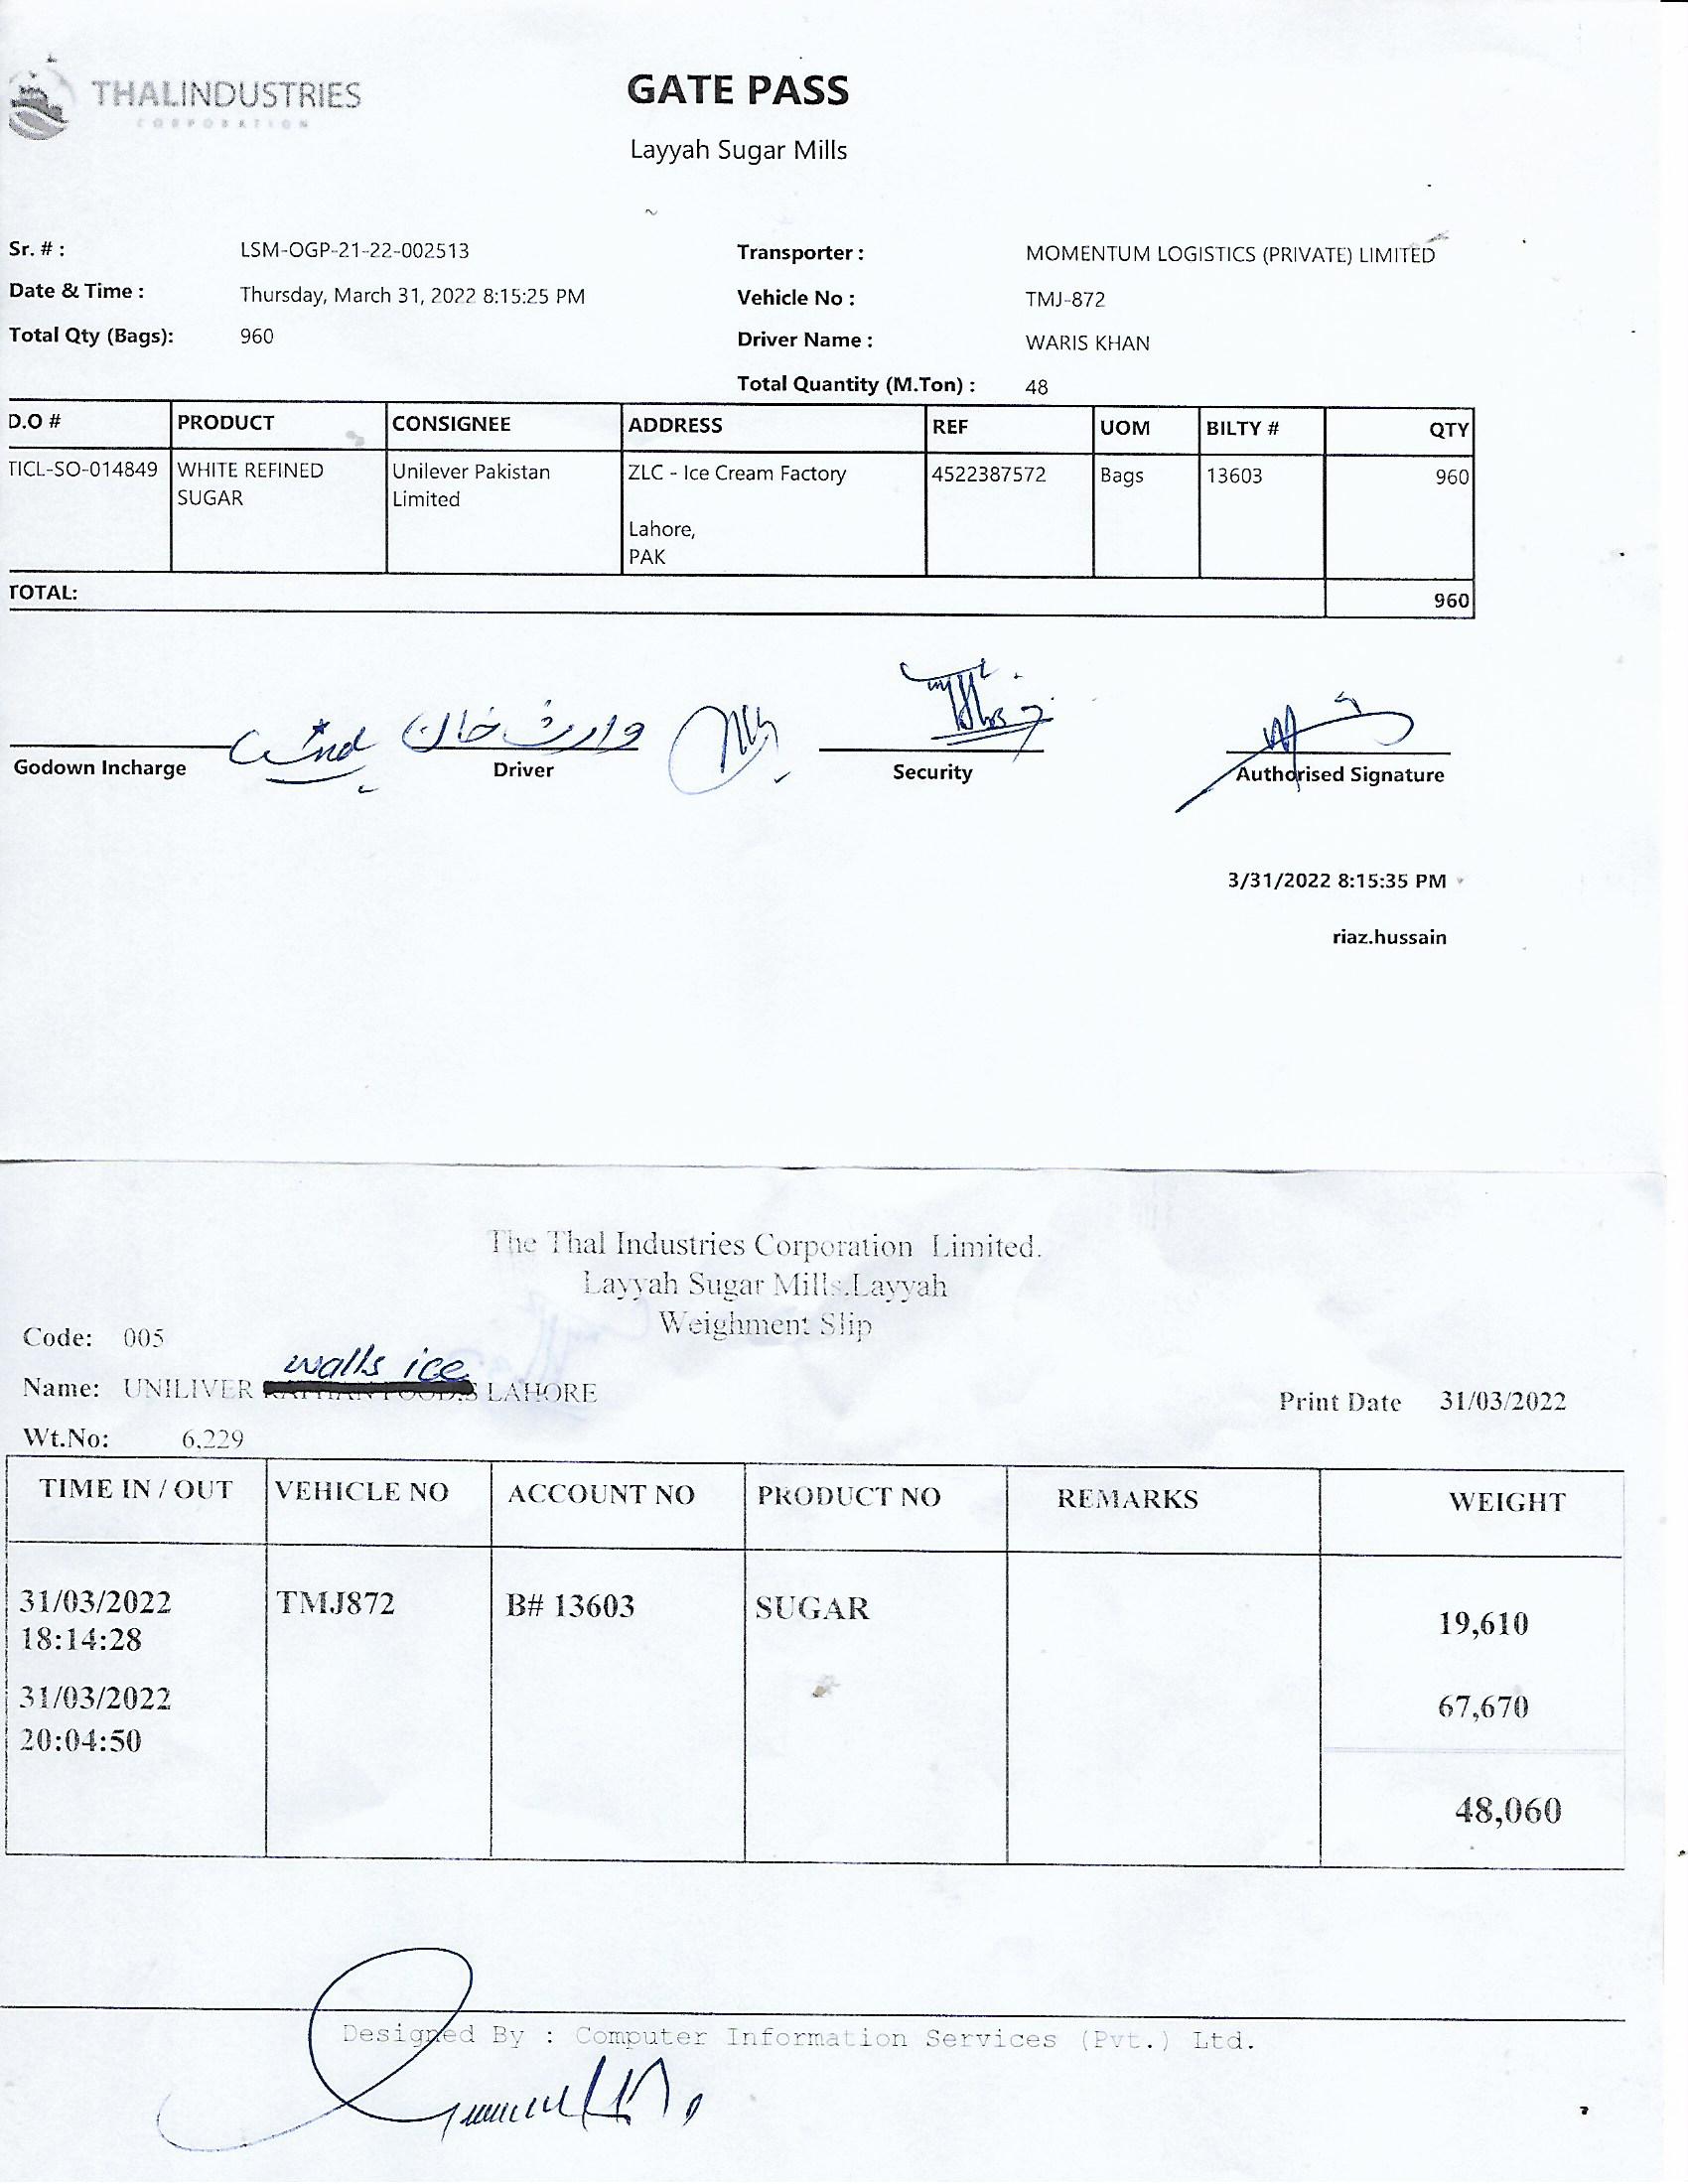 THALINDUSTRIES
CORPORATION
GATE PASS
Layyah Sugar Mills
Sr. # : LSM-OGP-21-22-002513
Transporter : MOMENTUM LOGISTICS (PRIVATE) LIMITED
Date & Time : Thursday, March 31, 2022 8:15:25 PM
Vehicle No : TMJ-872
Total Qty (Bags): 960
Driver Name : WARIS KHAN
Total Quantity (M.Ton) : 48
D.O # PRODUCT CONSIGNEE ADDRESS REF UOM BILTY # QTY
TICL-SO-014849 WHITE REFINED Unilever Pakistan ZLC - Ice Cream Factory 4522387572 Bags 13603 960
SUGAR Limited
Lahore,
PAK
TOTAL: 960
وارث خان
Godown Incharge Driver Security Authorised Signature
3/31/2022 8:15:35 PM
riaz.hussain
The Thal Industries Corporation Limited.
Layyah Sugar Mills.Layyah
Weighment Slip
Code: 005
walls ice
Name: UNILIVER LAHORE
Print Date 31/03/2022
Wt.No: 6,229
TIME IN / OUT VEHICLE NO ACCOUNT NO PRODUCT NO REMARKS WEIGHT
31/03/2022 TMJ872 B# 13603 SUGAR 19,610
18:14:28
31/03/2022 67,670
20:04:50
48,060
Designed By : Computer Information Services (Pvt.) Ltd.